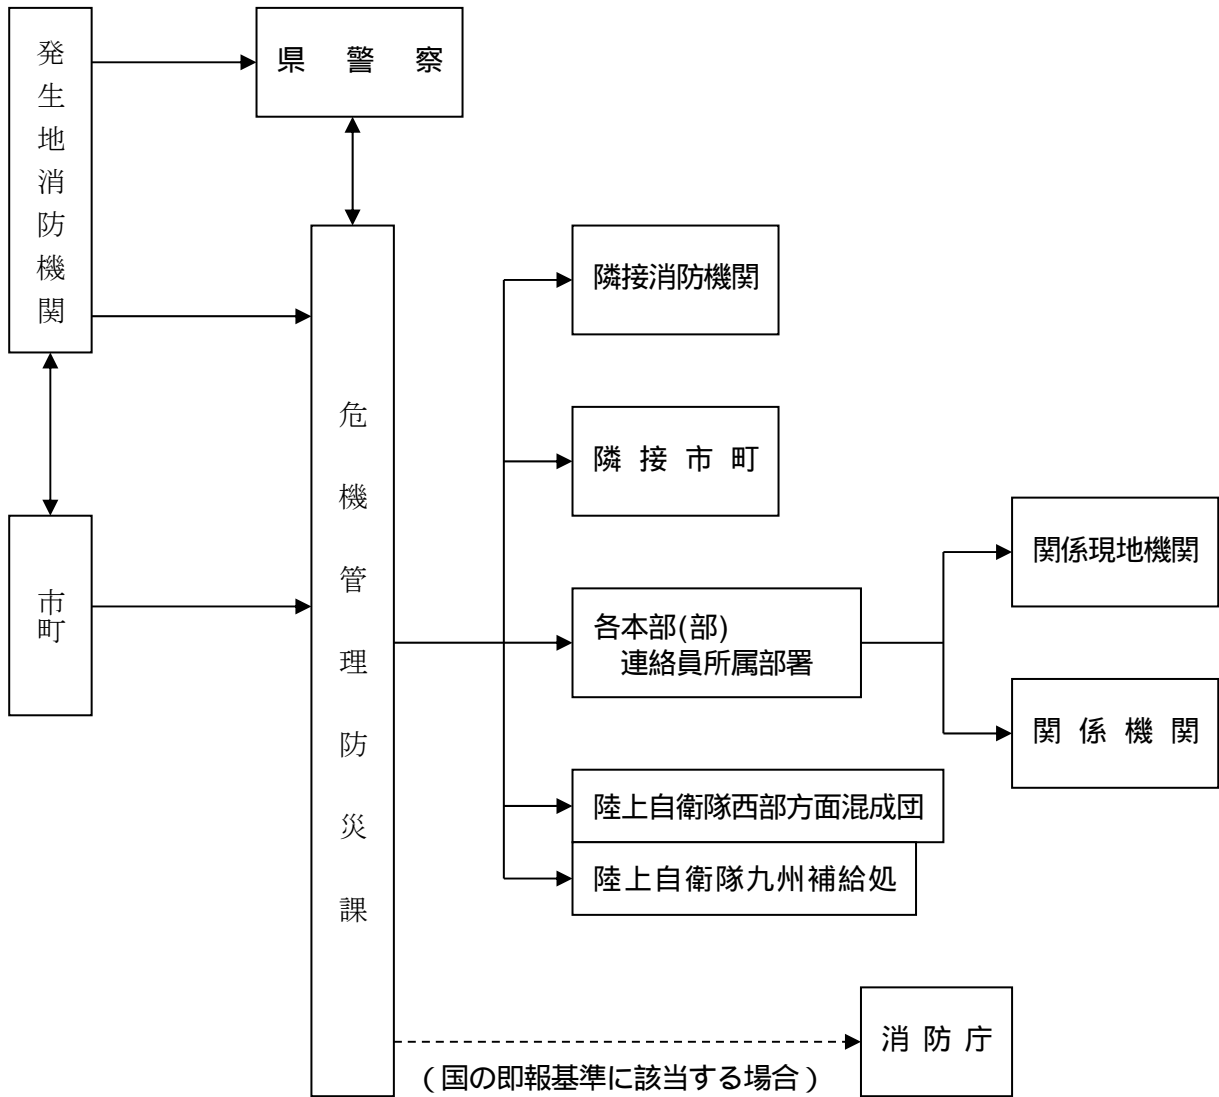 発生地消防機関
県警察
隣接消防機関
危機管理防災課
隣接市町
関係現地機関
市町
各本部(部)
連絡員所属部署
関係機関
陸上自衛隊西部方面混成団
陸上自衛隊九州補給処
消防庁
(国の即報基準に該当する場合)